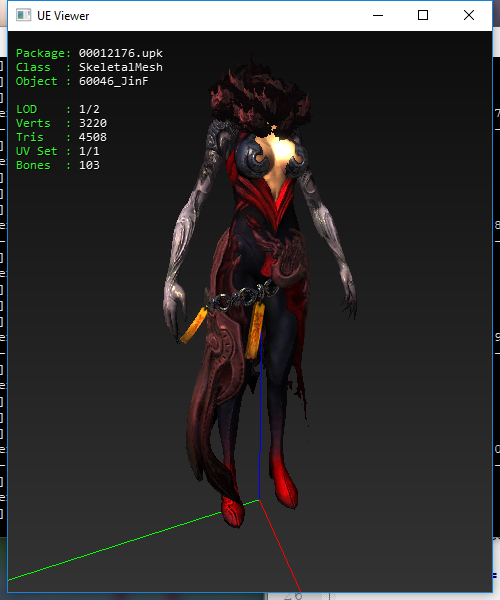 UE Viewer
Package: 00012176.upk
Class : SkeletalMesh
Object : 60046_JinF
LOD : 1/2
Verts : 3220
Tris : 4508
UV Set : 1/1
Bones : 103